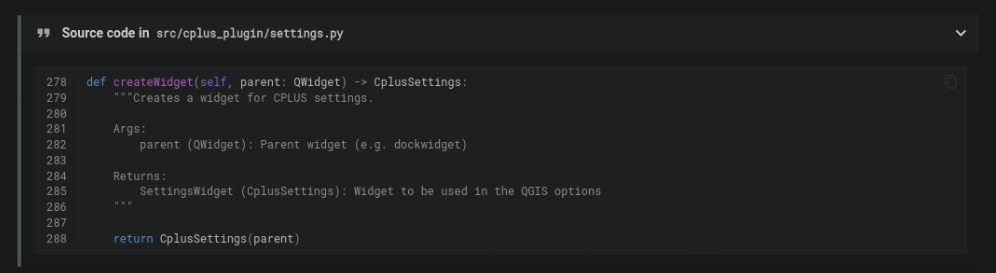 Source code in src/cplus_plugin/settings.py
278 def createWidget(self, parent: QWidget) -> CplusSettings:
279     """Creates a widget for CPLUS settings.
280
281     Args:
282         parent (QWidget): Parent widget (e.g. dockwidget)
283
284     Returns:
285         SettingsWidget (CplusSettings): Widget to be used in the QGIS options
286     """
287
288     return CplusSettings(parent)